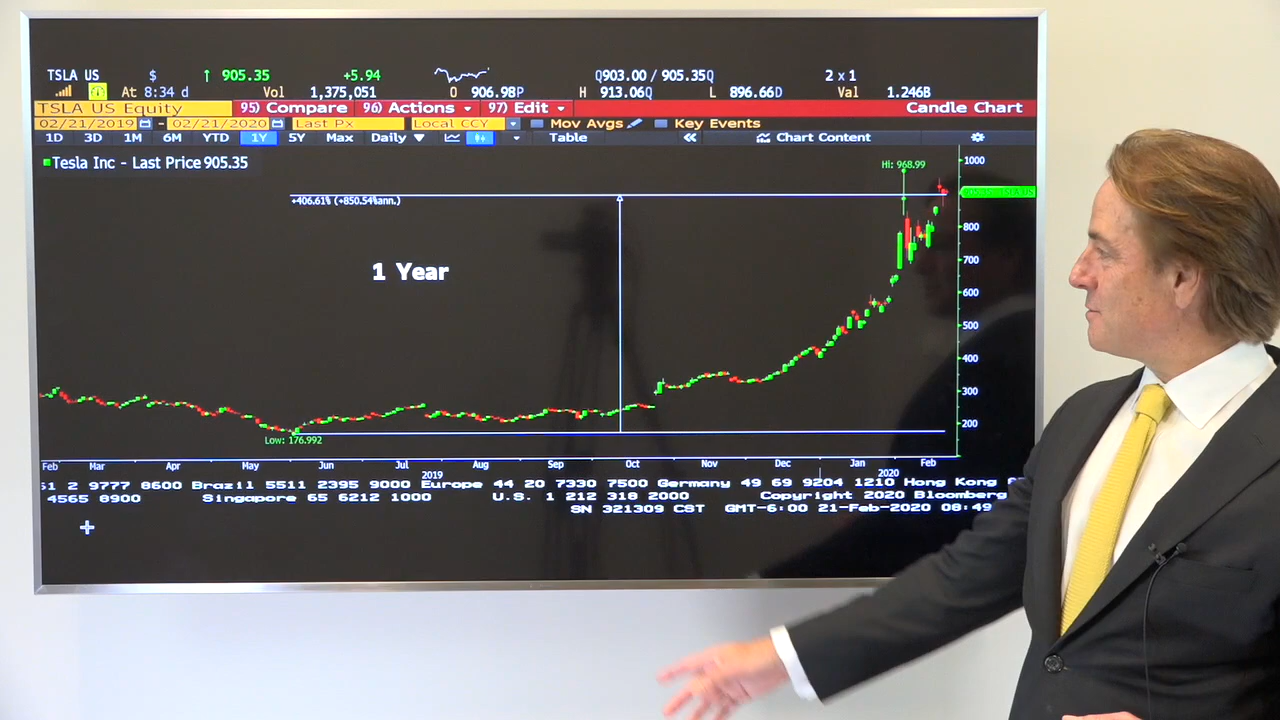 TSLA US $ ↑ 905.35 +5.94 Q903.00 / 905.35Q 2 x 1
At 8:34 d Vol 1,375,051 O 906.98P H 913.06Q L 896.66D Val 1.246B
TSLA US Equity 95) Compare 96) Actions 97) Edit Candle Chart
02/21/2019 - 02/21/2020 Last Px Local CCY Mov Avgs Key Events
1D 3D 1M 6M YTD 1Y 5Y Max Daily ▼ Table « Chart Content
Tesla Inc - Last Price 905.35
Hi: 968.99
1000
+406.61% (+850.54%ann.)
800
1 Year
700
600
500
400
300
200
Low: 176.992
Feb Mar Apr May Jun Jul Aug Sep Oct Nov Dec Jan Feb
2019 2020
61 2 9777 8600 Brazil 5511 2395 9000 Europe 44 20 7330 7500 Germany 49 69 9204 1210 Hong Kong
4565 8900 Singapore 65 6212 1000 U.S. 1 212 318 2000 Copyright 2020 Bloomberg
SN 321309 CST GMT-6:00 21-Feb-2020 08:49